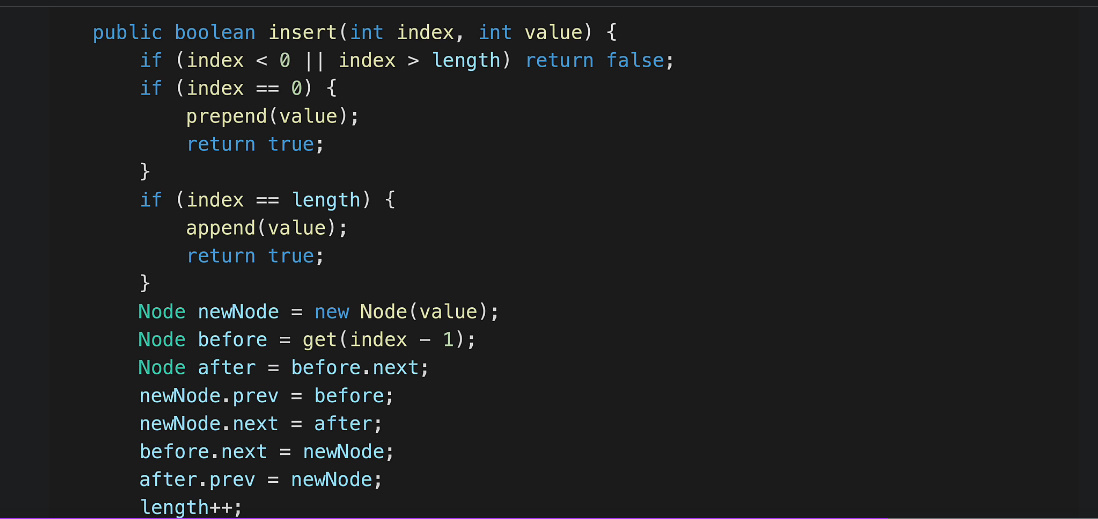 public boolean insert(int index, int value) {
    if (index < 0 || index > length) return false;
    if (index == 0) {
        prepend(value);
        return true;
    }
    if (index == length) {
        append(value);
        return true;
    }
    Node newNode = new Node(value);
    Node before = get(index - 1);
    Node after = before.next;
    newNode.prev = before;
    newNode.next = after;
    before.next = newNode;
    after.prev = newNode;
    length++;